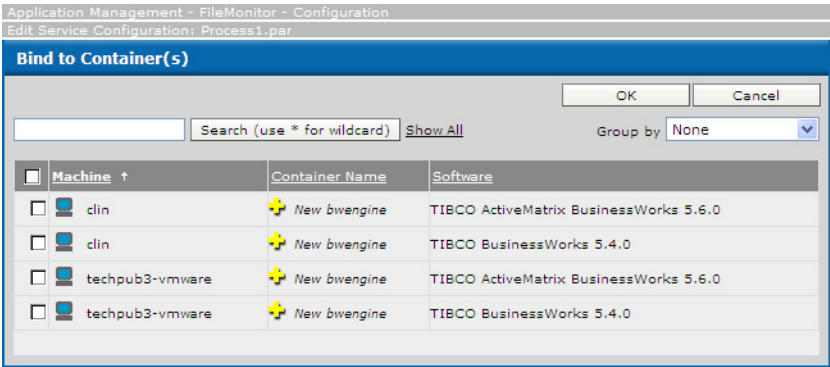 Application Management - FileMonitor - Configuration
Edit Service Configuration: Process1.par
Bind to Container(s)
OK Cancel
Search (use * for wildcard) Show All Group by None
Machine ↑ Container Name Software
clin New bwengine TIBCO ActiveMatrix BusinessWorks 5.6.0
clin New bwengine TIBCO BusinessWorks 5.4.0
techpub3-vmware New bwengine TIBCO ActiveMatrix BusinessWorks 5.6.0
techpub3-vmware New bwengine TIBCO BusinessWorks 5.4.0